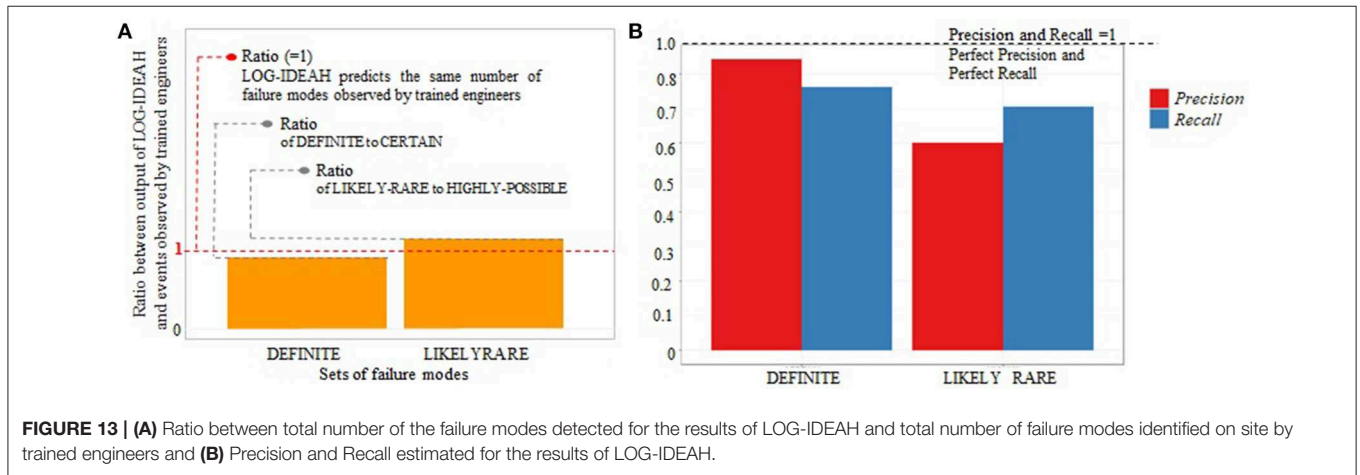 A
Ratio between output of LOG-IDEAH
and events observed by trained engineers
Ratio (=1)
LOG-IDEAH predicts the same number of
failure modes observed by trained engineers
Ratio
of DEFINITE to CERTAIN
Ratio
of LIKELY-RARE to HIGHLY-POSSIBLE
1
0
DEFINITE LIKELYRARE
Sets of failure modes
B
Precision and Recall =1
Perfect Precision and
Perfect Recall
1.0
0.8
0.7
0.6
0.5
0.4
0.3
0.2
0.1
0
DEFINITE LIKELY RARE
Precision
Recall
FIGURE 13 | (A) Ratio between total number of the failure modes detected for the results of LOG-IDEAH and total number of failure modes identified on site by
trained engineers and (B) Precision and Recall estimated for the results of LOG-IDEAH.